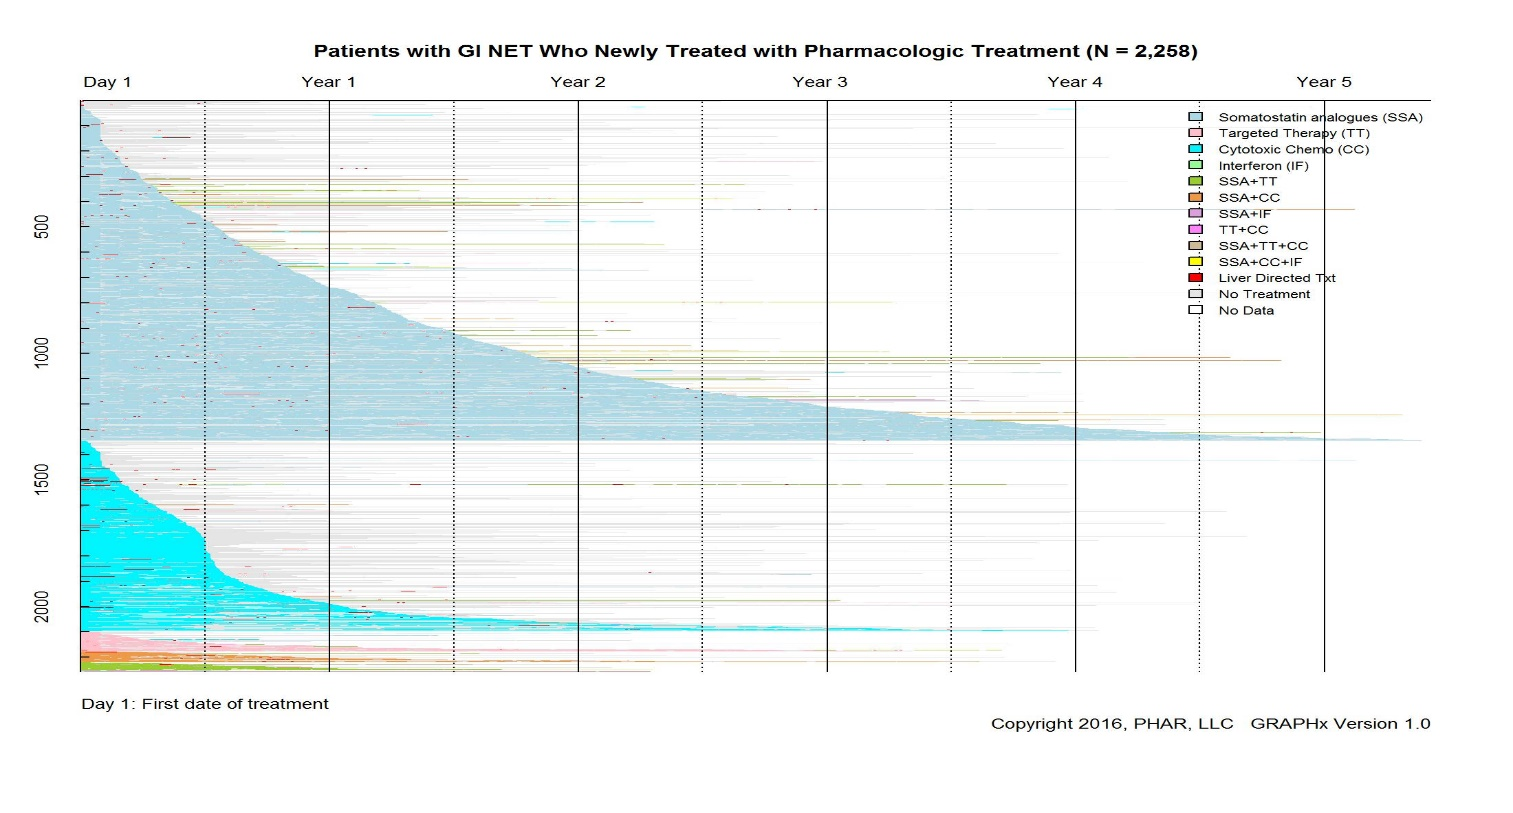 Patients with GI NET Who Newly Treated with Pharmacologic Treatment (N = 2,258)
Day 1 Year 1 Year 2 Year 3 Year 4 Year 5
Somatostatin analogues (SSA)
Targeted Therapy (TT)
Cytotoxic Chemo (CC)
Interferon (IF)
SSA+TT
SSA+CC
SSA+IF
TT+CC
SSA+TT+CC
SSA+CC+IF
Liver Directed Txt
No Treatment
No Data
500
1000
1500
2000
Day 1: First date of treatment
Copyright 2016, PHAR, LLC GRAPHx Version 1.0